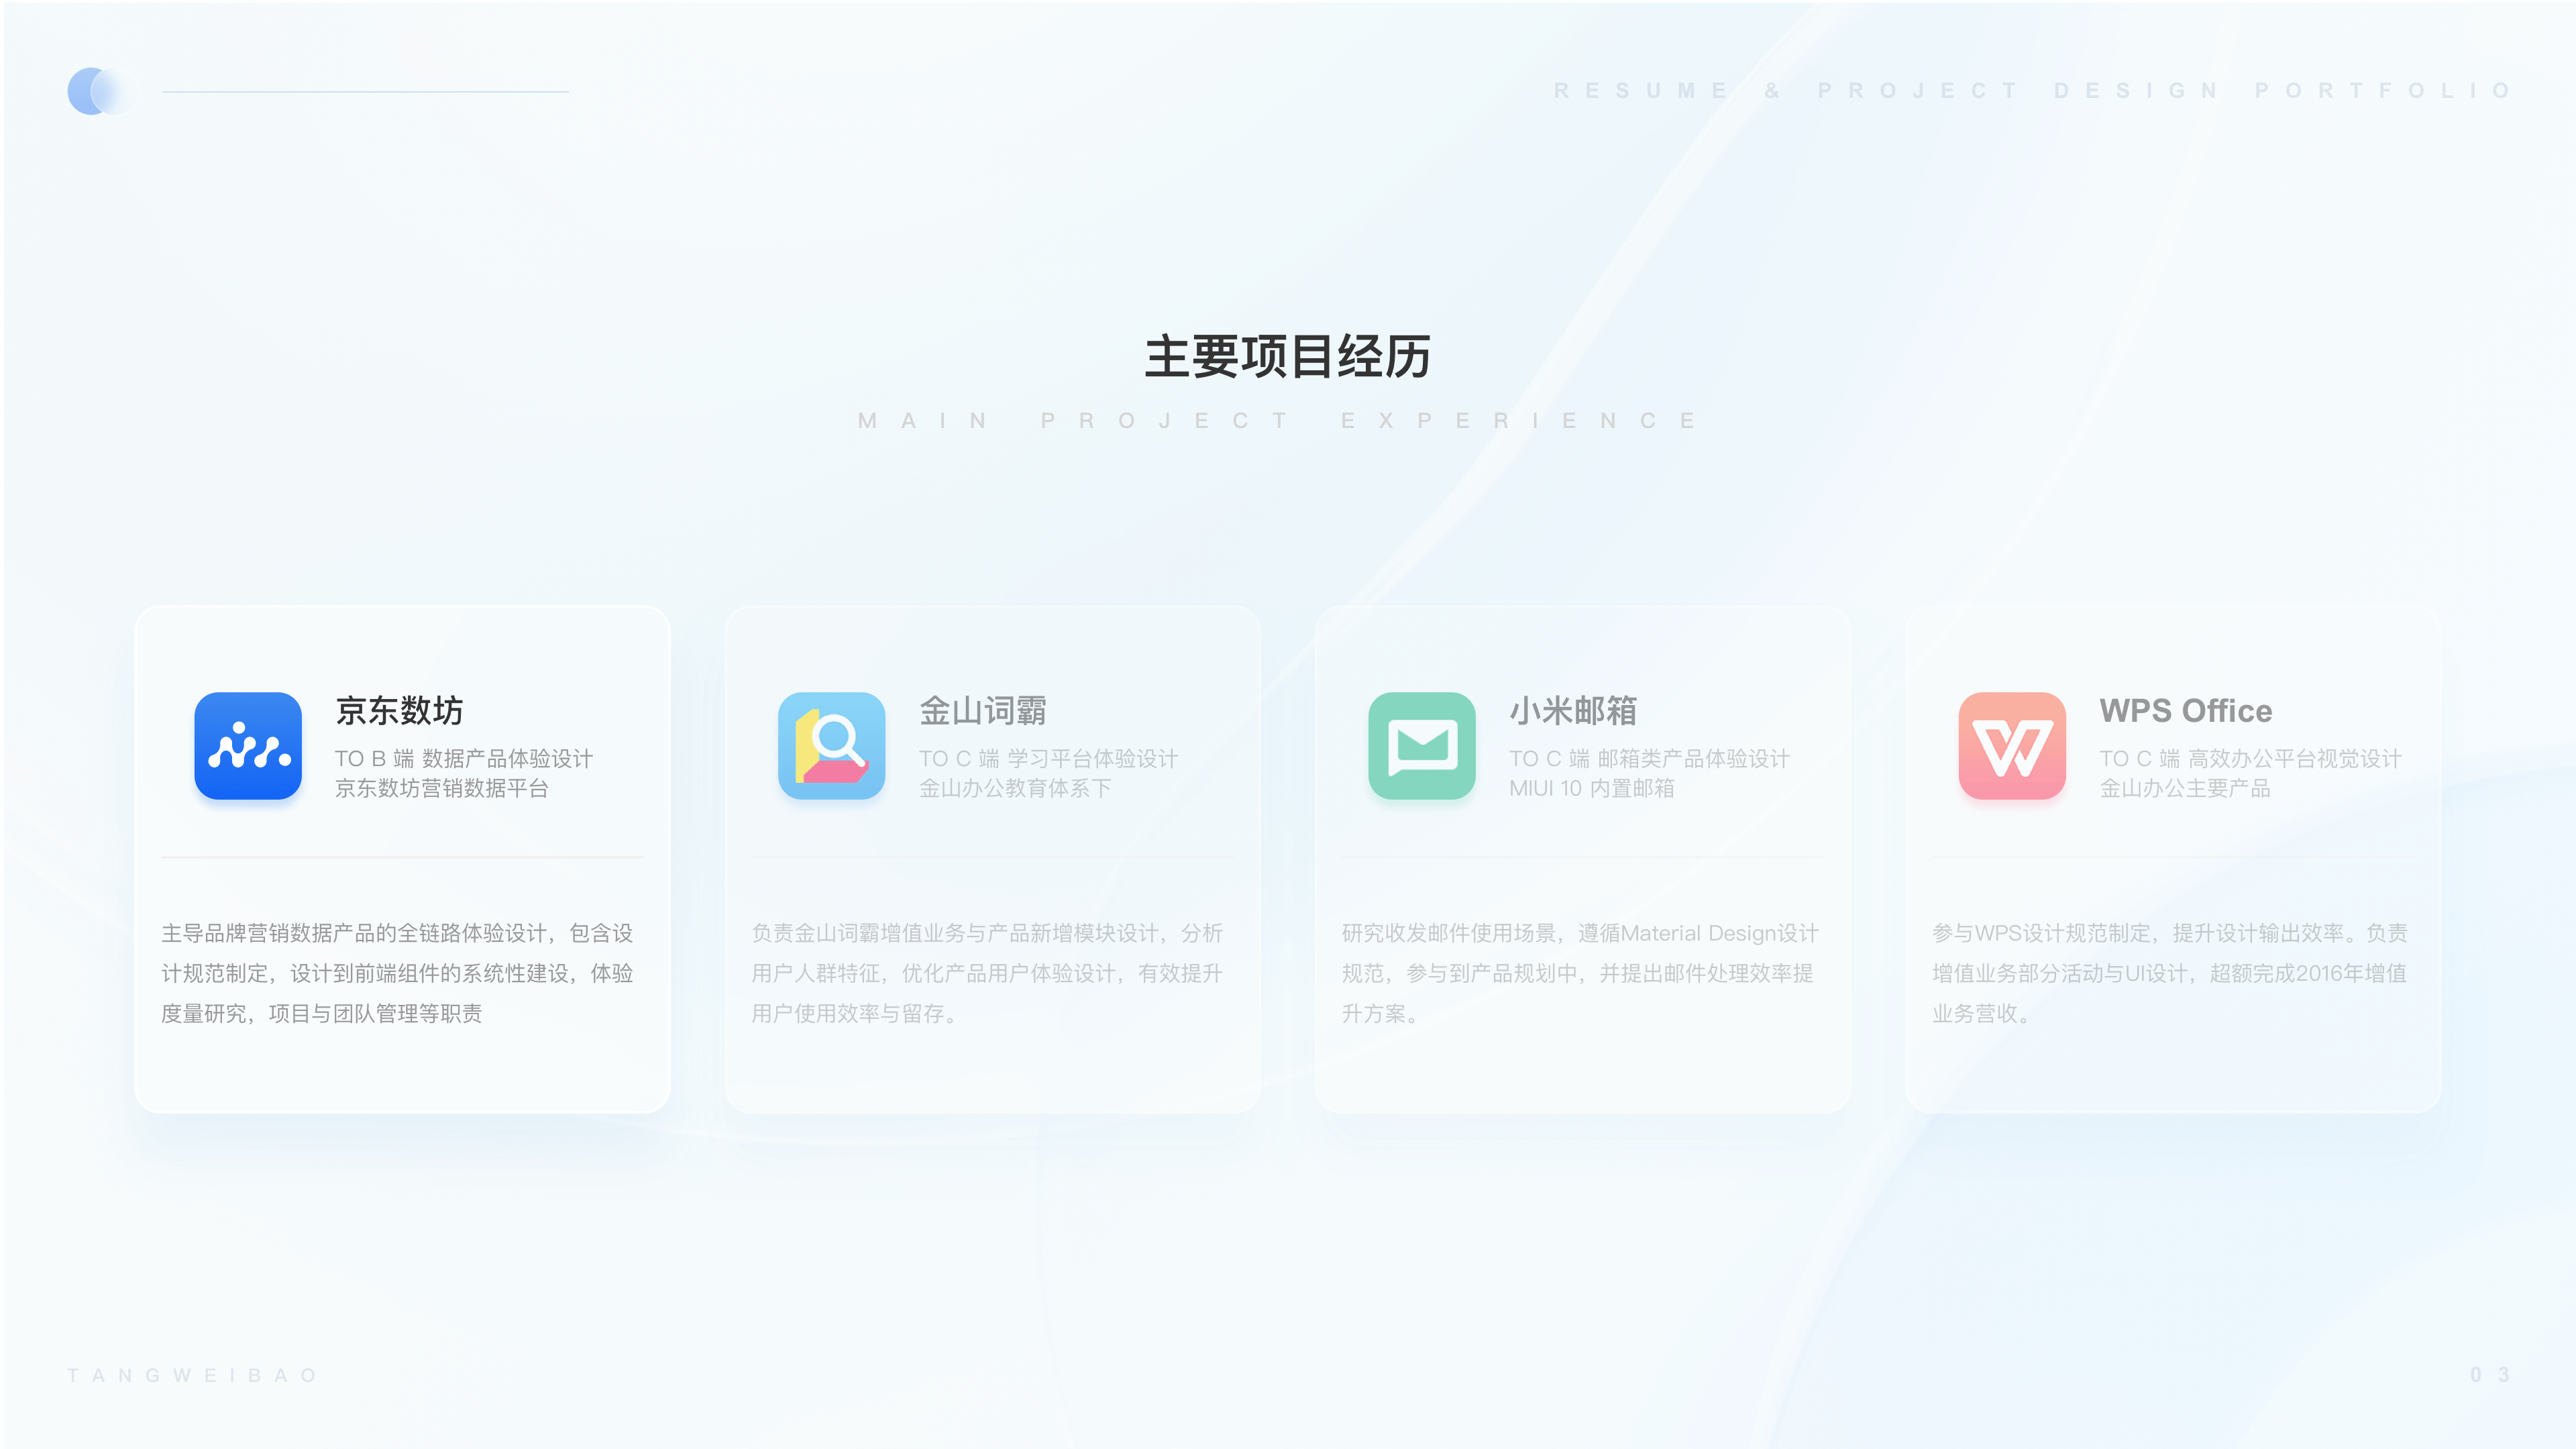 RESUME & PROJECT DESIGN PORTFOLIO
主要项目经历
MAIN PROJECT EXPERIENCE
京东数坊
TO B 端 数据产品体验设计
京东数坊营销数据平台
主导品牌营销数据产品的全链路体验设计，包含设
计规范制定，设计到前端组件的系统性建设，体验
度量研究，项目与团队管理等职责
金山词霸
TO C 端 学习平台体验设计
金山办公教育体系下
负责金山词霸增值业务与产品新增模块设计，分析
用户人群特征，优化产品用户体验设计，有效提升
用户使用效率与留存。
小米邮箱
TO C 端 邮箱类产品体验设计
MIUI 10 内置邮箱
研究收发邮件使用场景，遵循Material Design设计
规范，参与到产品规划中，并提出邮件处理效率提
升方案。
WPS Office
TO C 端 高效办公平台视觉设计
金山办公主要产品
参与WPS设计规范制定，提升设计输出效率。负责
增值业务部分活动与UI设计，超额完成2016年增值
业务营收。
TANGWEIBAO
03